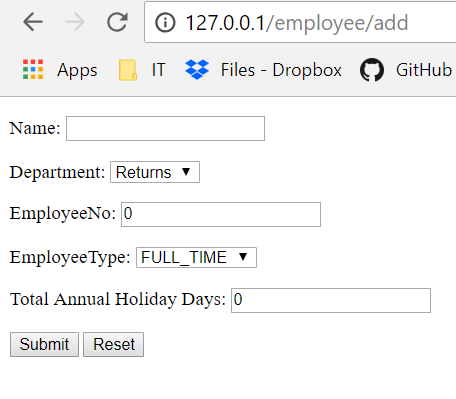 127.0.0.1/employee/add
Apps IT Files - Dropbox GitHub
Name:
Department: Returns
EmployeeNo: 0
EmployeeType: FULL_TIME
Total Annual Holiday Days: 0
Submit Reset